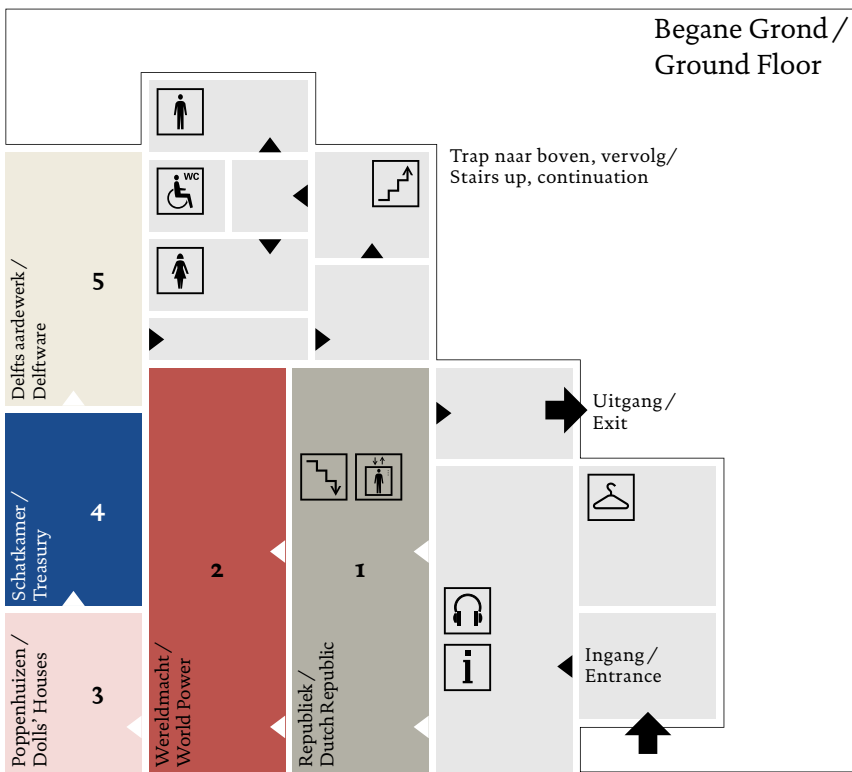 Begane Grond /
Ground Floor
Trap naar boven, vervolg/
Stairs up, continuation
WC
Delfts aardewerk /
Delftware
5
Uitgang /
Exit
Schatkamer /
Treasury
4
2
1
Wereldmacht /
World Power
Republiek /
Dutch Republic
i
Ingang /
Entrance
Poppenhuizen /
Dolls' Houses
3